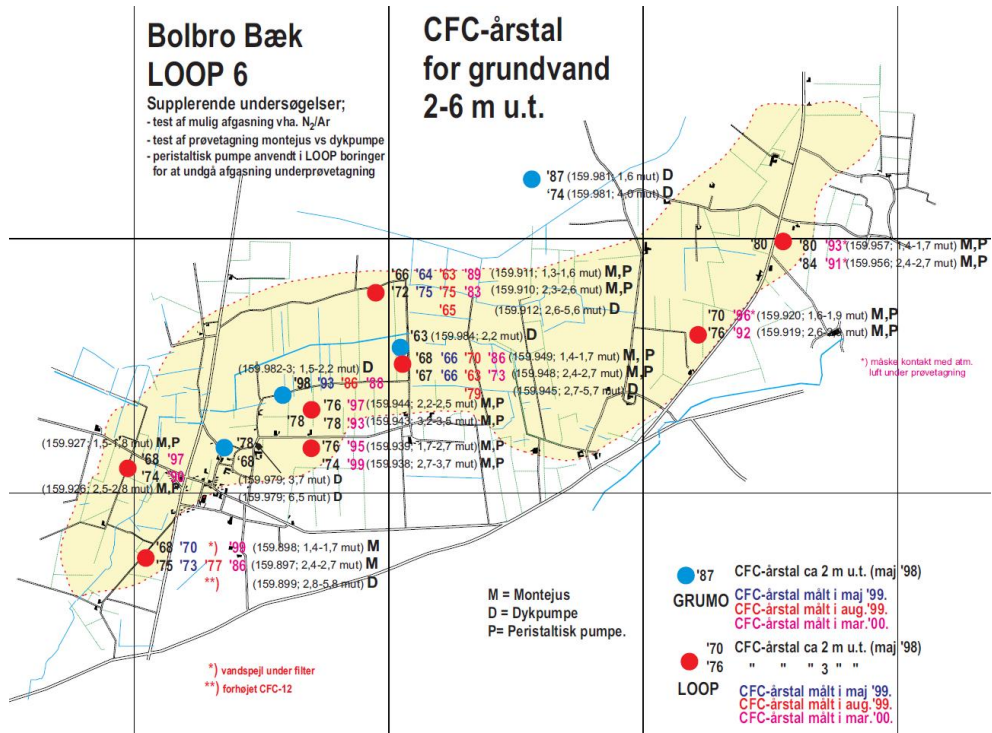 Bolbro Bæk
LOOP 6
Supplerende undersøgelser;
- test af mulig afgasning vha. N2/Ar
- test af prøvetagning montejus vs dykpumpe
- peristaltisk pumpe anvendt i LOOP boringer
for at undgå afgasning underprøvetagning
CFC-årstal
for grundvand
2-6 m u.t.
'87 (159.981; 1,6 mut) D
'74 (159.981; 4,0 mut) D
'80 '80 '93* (159.957; 1,4-1,7 mut) M,P
'84 '91* (159.956; 2,4-2,7 mut) M,P
'66 '64 '63 '89 (159.911; 1,3-1,6 mut) M,P
'72 '75 '75 '83 (159.910; 2,3-2,6 mut) M,P
'65 (159.912; 2,6-5,6 mut) D
'70 '96* (159.920; 1,6-1,9 mut) M,P
'76 '92 (159.919; mut) M,P
*) måske kontakt med atm.
luft under prøvetagning
'63 (159.984; 2,2 mut) D
'68 '66 '70 '86 (159.949; 1,4-1,7 mut) M, P
'67 '66 '63 '73 (159.948; 2,4-2,7 mut) M,P
'79 (159.945; 2,7-5,7 mut) D
(159.982-3; 1,5-2,2 mut) D
'98 '93 '86 '88
'76 '97 (159.944; 2,2-2,5 mut) M,P
'78 '78 '93 (159.943; 3,2-3,5 mut) M,P
'76 '95 (159.939; 1,7-2,7 mut) M,P
'74 '99 (159.938; 2,7-3,7 mut) M,P
'78
'68
(159.979; 3,7 mut) D
(159.979; 6,5 mut) D
(159.927; 1,5-1,8 mut) M,P
'68 '97
'74 '90
(159.926; 2,5-2,8 mut) M,P
'68 '70 *) '90 (159.898; 1,4-1,7 mut) M
'75 '73 '77 '86 (159.897; 2,4-2,7 mut) M
**) (159.899; 2,8-5,8 mut) D
*) vandspejl under filter
**) forhøjet CFC-12
M = Montejus
D = Dykpumpe
P= Peristaltisk pumpe.
'87 CFC-årstal ca 2 m u.t. (maj '98)
GRUMO CFC-årstal målt i maj '99.
CFC-årstal målt i aug.'99.
CFC-årstal målt i mar.'00.
'70 CFC-årstal ca 2 m u.t. (maj '98)
'76 " " " 3 " "
LOOP
CFC-årstal målt i maj '99.
CFC-årstal målt i aug.'99.
CFC-årstal målt i mar.'00.